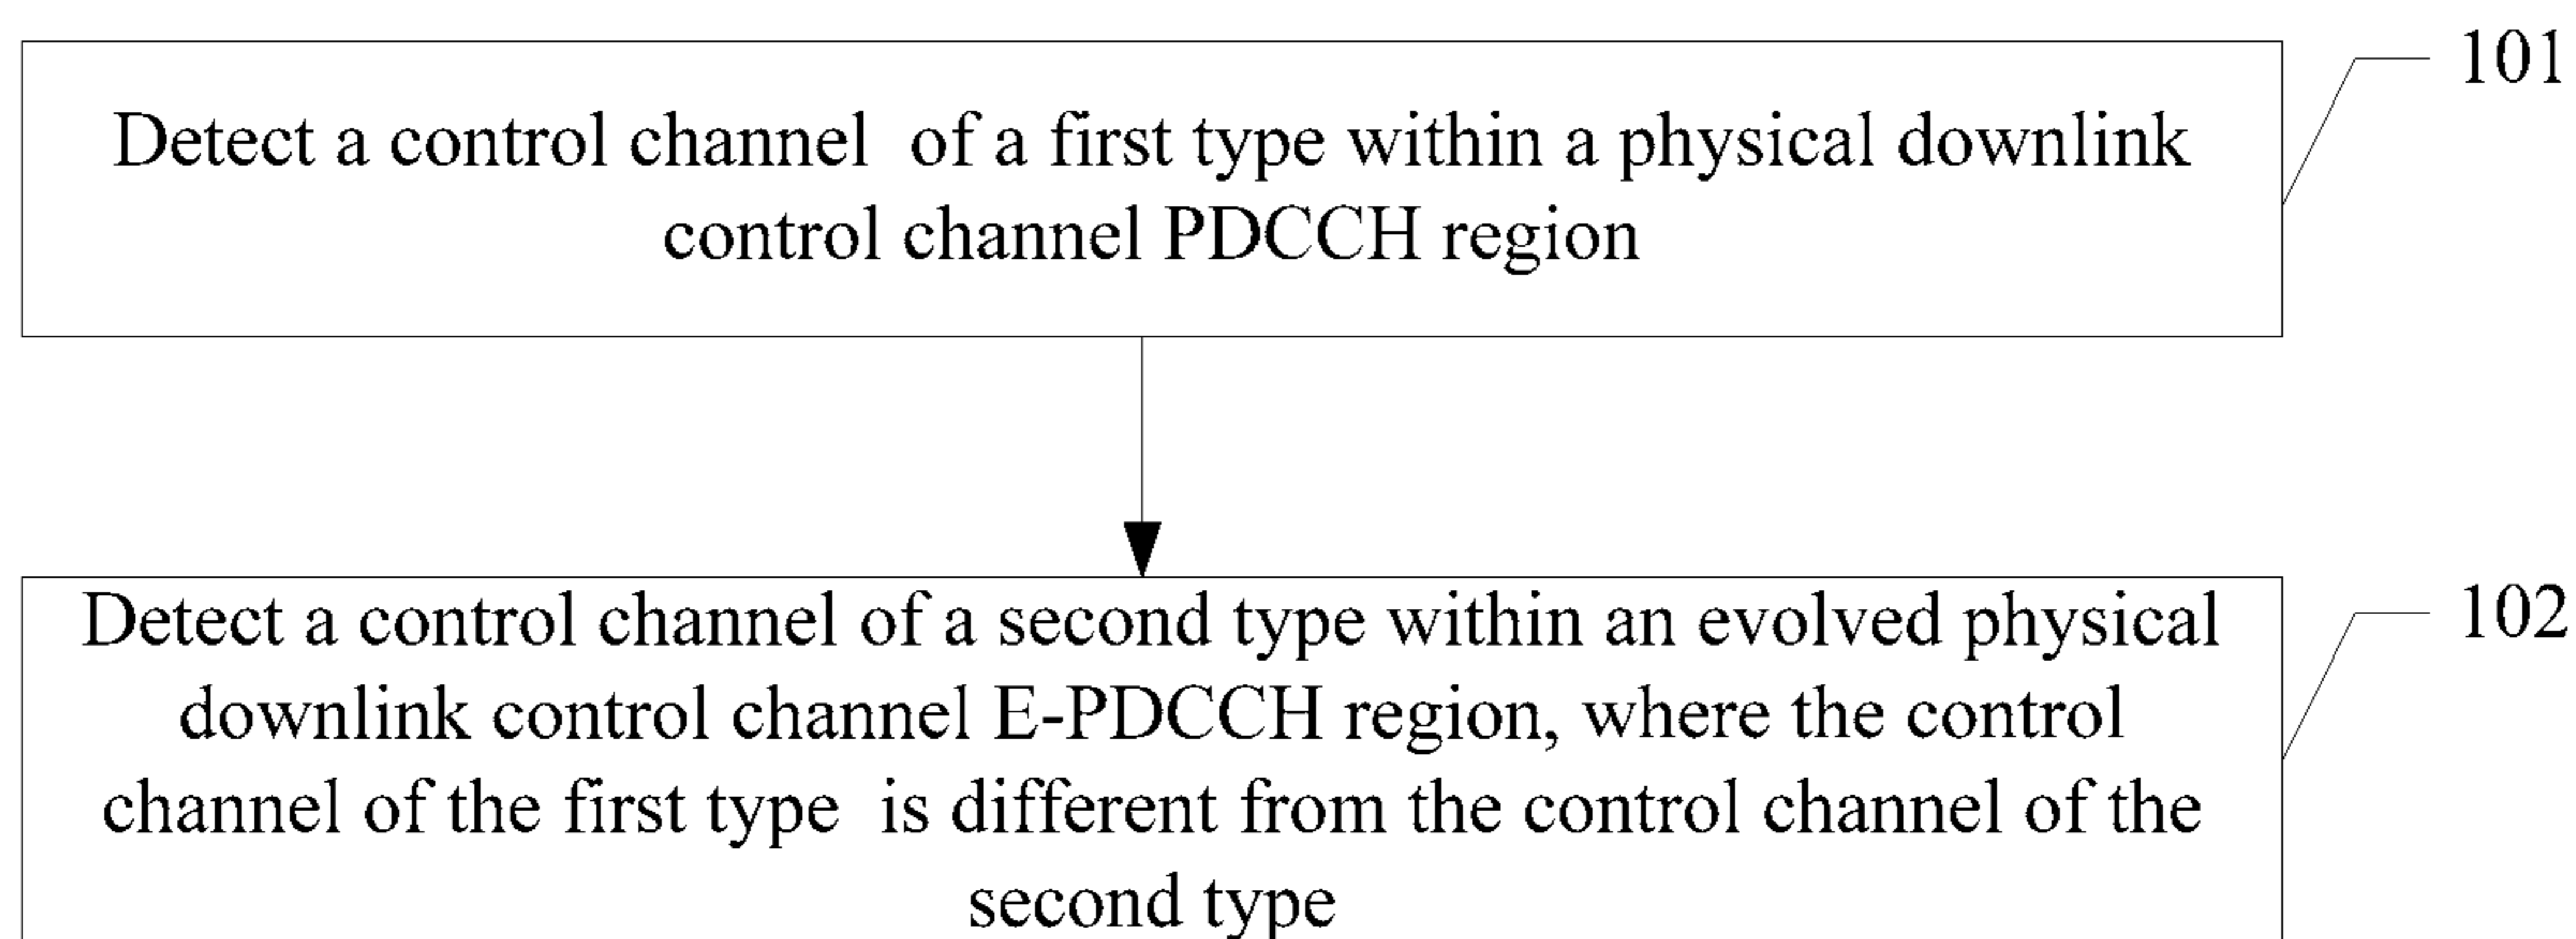 101
Detect a control channel of a first type within a physical downlink
control channel PDCCH region
Detect a control channel of a second type within an evolved physical
102
downlink control channel E-PDCCH region, where the control
channel of the first type is different from the control channel of the
second type